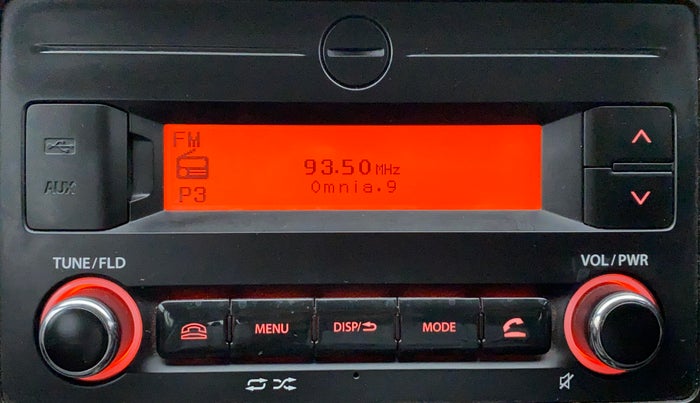 FM
93.50 MHz
P3
Omnia.9
AUX
TUNE/FLD
VOL/PWR
MENU
DISP/
MODE